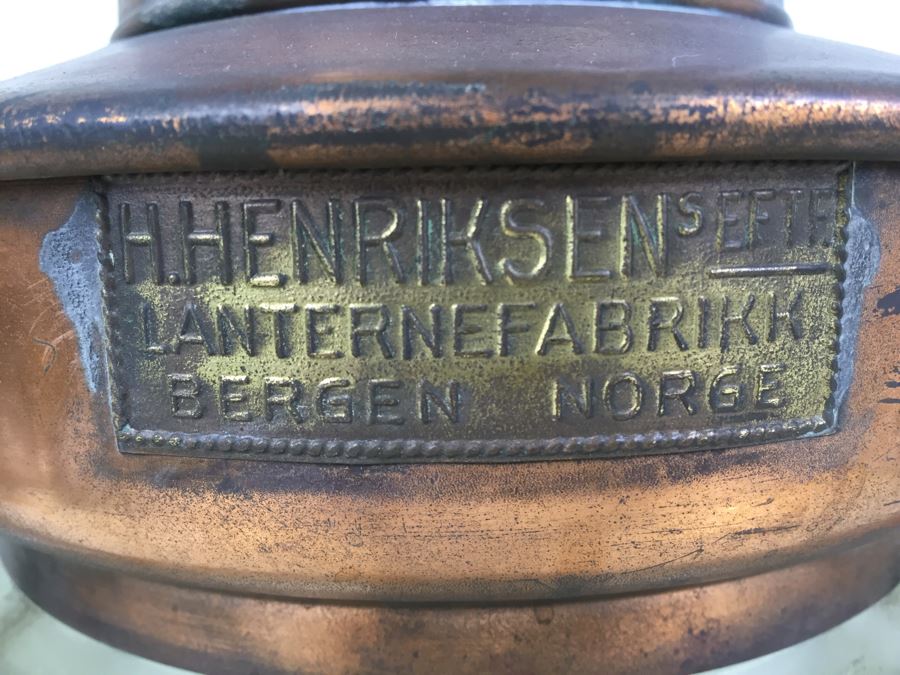 H.HENRIKSENS EFTF.
LANTERNEFABRIKK
BERGEN NORGE